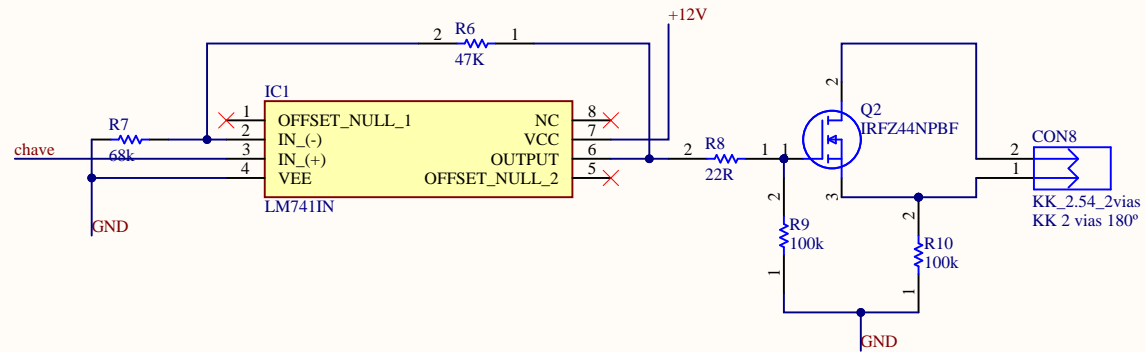 +12V
2 R6 1
47K
IC1
1 OFFSET_NULL_1 NC 8
R7 2 IN_(-) VCC 7
chave 68k 3 IN_(+) OUTPUT 6
4 VEE OFFSET_NULL_2 5
LM741IN
GND
2 R8 1
22R
1
2
Q2
IRFZ44NPBF
3
CON8
2
1
KK_2.54_2vias
KK 2 vias 180º
2
R9
100k
1
2
R10
100k
1
GND